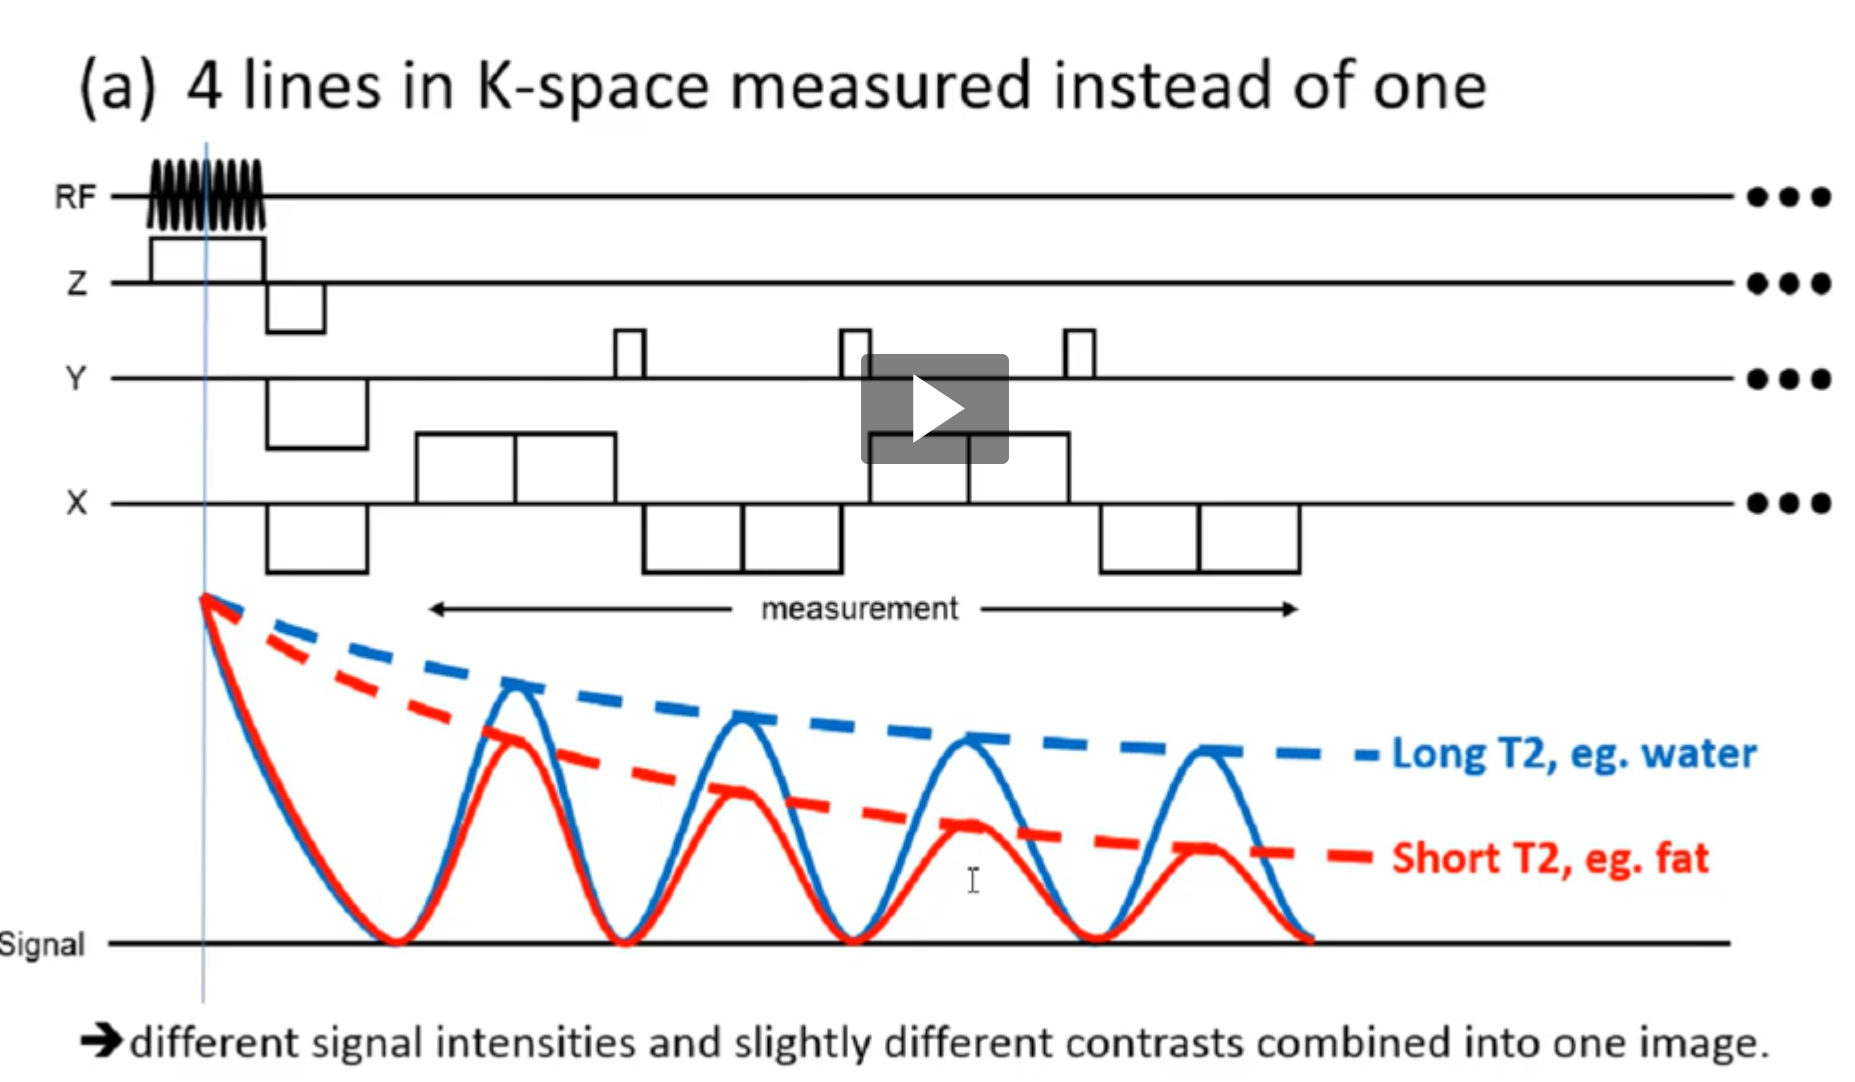 (a) 4 lines in K-space measured instead of one
RF
Z
Y
X
measurement
Long T2, eg. water
Short T2, eg. fat
Signal
➔different signal intensities and slightly different contrasts combined into one image.